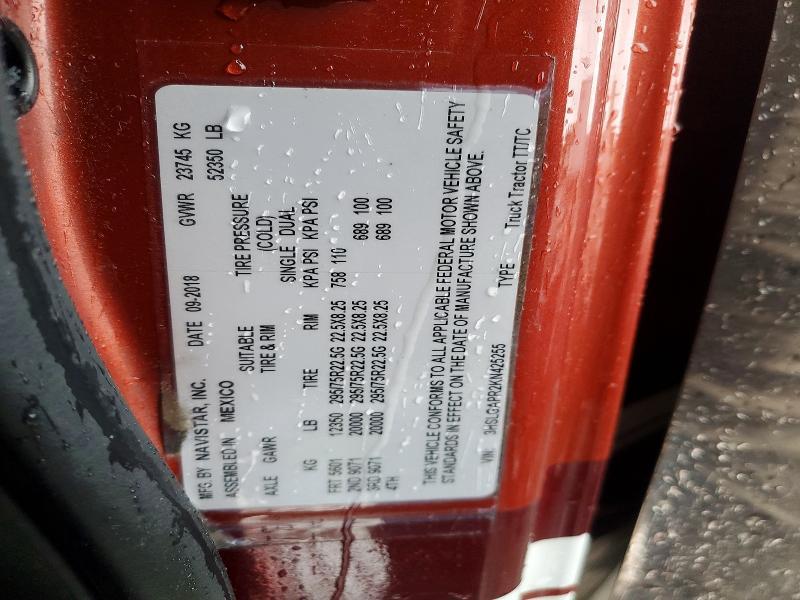 MFG. BY NAVISTAR, INC. DATE 09-2018 GVWR 23745 KG
ASSEMBLED IN MEXICO 52350 LB
SUITABLE TIRE PRESSURE
AXLE GAWR TIRE & RIM (COLD)
SINGLE DUAL
KG LB TIRE RIM KPA PSI KPA PSI
FRT 5601 12350 295/75R22.5G 22.5X8.25 758 110
2ND 9071 20000 295/75R22.5G 22.5X8.25 689 100
3RD 9071 20000 295/75R22.5G 22.5X8.25 689 100
4TH
THIS VEHICLE CONFORMS TO ALL APPLICABLE FEDERAL MOTOR VEHICLE SAFETY
STANDARDS IN EFFECT ON THE DATE OF MANUFACTURE SHOWN ABOVE.
VIN: 3HSLGAPR2KN425255 TYPE: Truck Tractor TT/TC